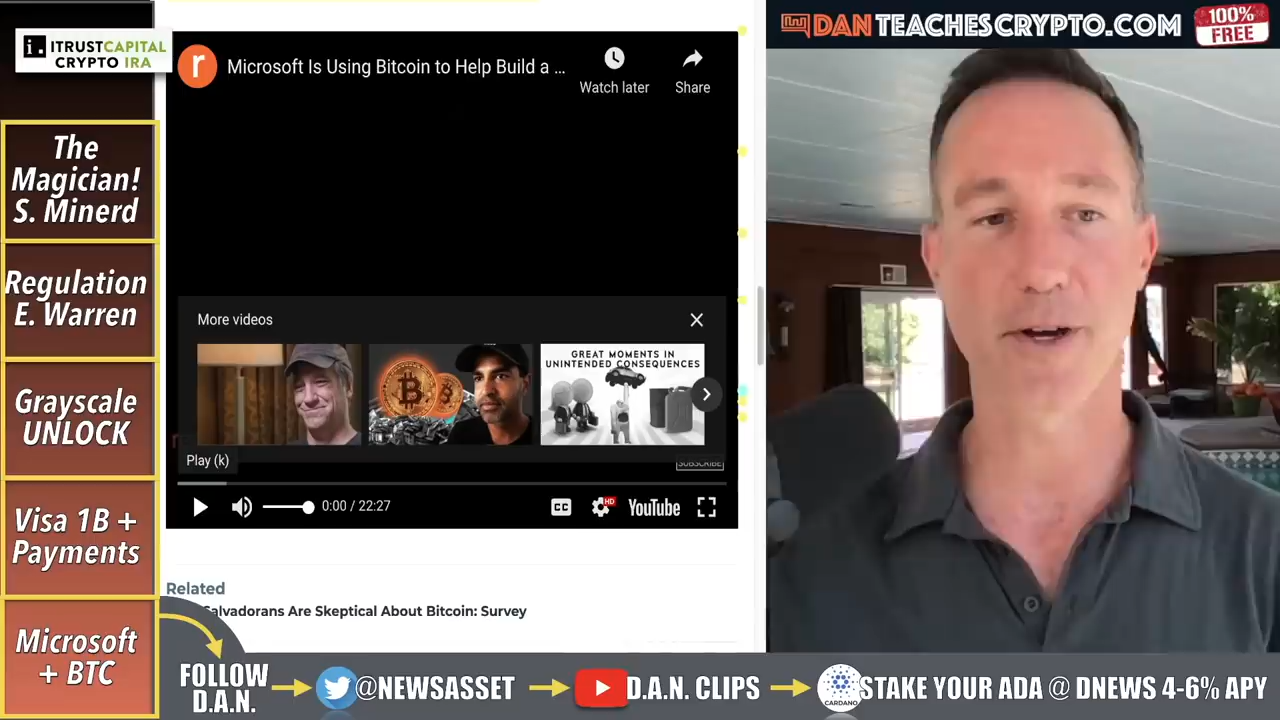 i. ITRUSTCAPITAL
CRYPTO IRA
The
Magician!
S. Minerd
Regulation
E. Warren
Grayscale
UNLOCK
Visa 1B +
Payments
Microsoft
+ BTC
r
Microsoft Is Using Bitcoin to Help Build a ...
Watch later
Share
More videos
GREAT MOMENTS IN
UNINTENDED CONSEQUENCES
Play (k)
SUBSCRIBE
0:00 / 22:27
CC
HD
YouTube
Related
Salvadorans Are Skeptical About Bitcoin: Survey
DANTEACHESCRYPTO.COM
100%
FREE
FOLLOW
D.A.N.
@NEWSASSET
D.A.N. CLIPS
CARDANO
STAKE YOUR ADA @ DNEWS 4-6% APY